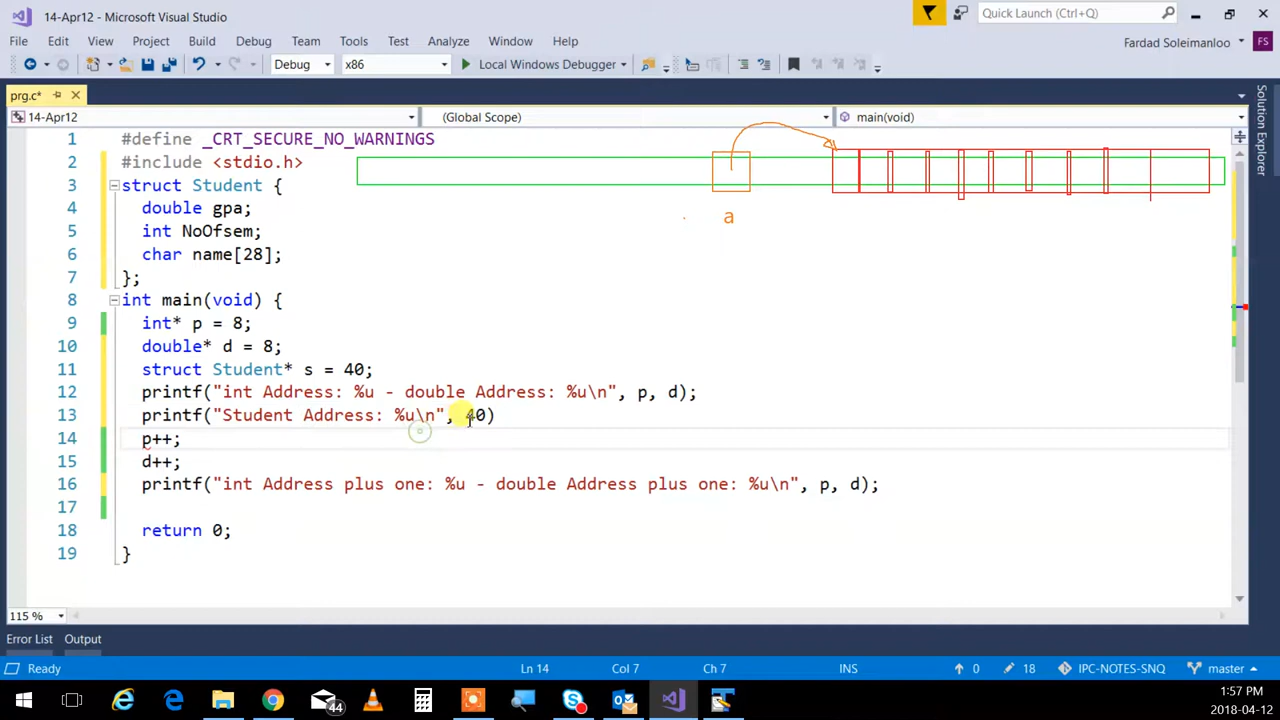 14-Apr12 - Microsoft Visual Studio
Quick Launch (Ctrl+Q)
File Edit View Project Build Debug Team Tools Test Analyze Window Help
Fardad Soleimanloo FS
Debug x86 Local Windows Debugger
prg.c*
14-Apr12 (Global Scope) main(void)
1 #define _CRT_SECURE_NO_WARNINGS
2 #include <stdio.h>
3 struct Student {
4 double gpa;
5 int NoOfsem;
6 char name[28];
7 };
8 int main(void) {
9 int* p = 8;
10 double* d = 8;
11 struct Student* s = 40;
12 printf("int Address: %u - double Address: %u\n", p, d);
13 printf("Student Address: %u\n", 40)
14 p++;
15 d++;
16 printf("int Address plus one: %u - double Address plus one: %u\n", p, d);
17
18 return 0;
19 }
a
Solution Explorer
115 %
Error List Output
Ready Ln 14 Col 7 Ch 7 INS 0 18 IPC-NOTES-SNQ master
44
1:57 PM
2018-04-12